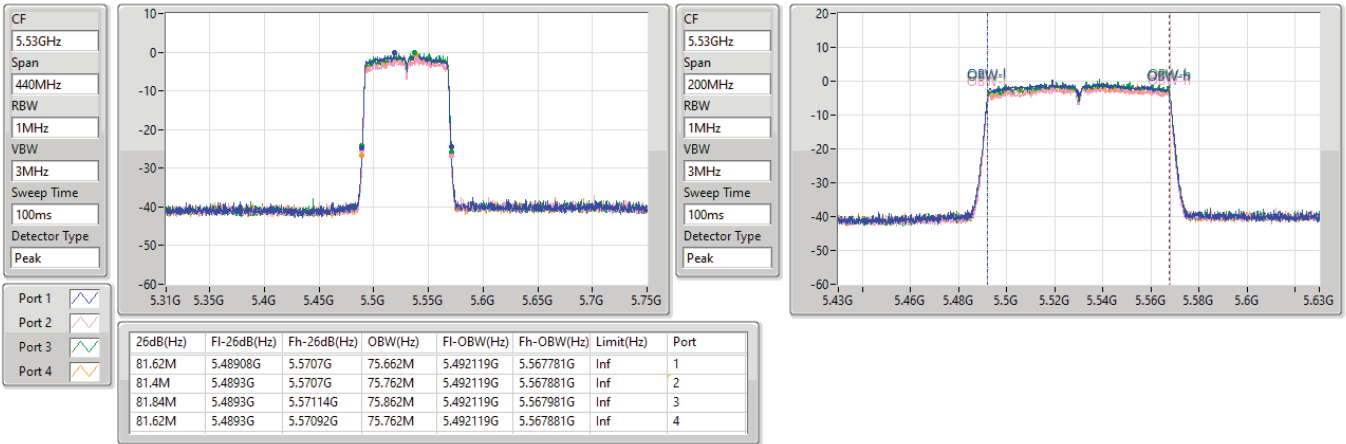 CF
5.53GHz
Span
440MHz
RBW
1MHz
VBW
3MHz
Sweep Time
100ms
Detector Type
Peak
Port 1
Port 2
Port 3
Port 4
10
0
-10
-20
-30
-40
-50
-60
5.31G 5.35G 5.4G 5.45G 5.5G 5.55G 5.6G 5.65G 5.7G 5.75G
CF
5.53GHz
Span
200MHz
RBW
1MHz
VBW
3MHz
Sweep Time
100ms
Detector Type
Peak
20
10
0
-10
-20
-30
-40
-50
-60
OBW-l OBW-h
5.43G 5.46G 5.48G 5.5G 5.52G 5.54G 5.56G 5.58G 5.6G 5.63G
26dB(Hz) Fl-26dB(Hz) Fh-26dB(Hz) OBW(Hz) Fl-OBW(Hz) Fh-OBW(Hz) Limit(Hz) Port
81.62M 5.48908G 5.5707G 75.662M 5.492119G 5.567781G Inf 1
81.4M 5.4893G 5.5707G 75.762M 5.492119G 5.567881G Inf 2
81.84M 5.4893G 5.57114G 75.862M 5.492119G 5.567981G Inf 3
81.62M 5.4893G 5.57092G 75.762M 5.492119G 5.567881G Inf 4